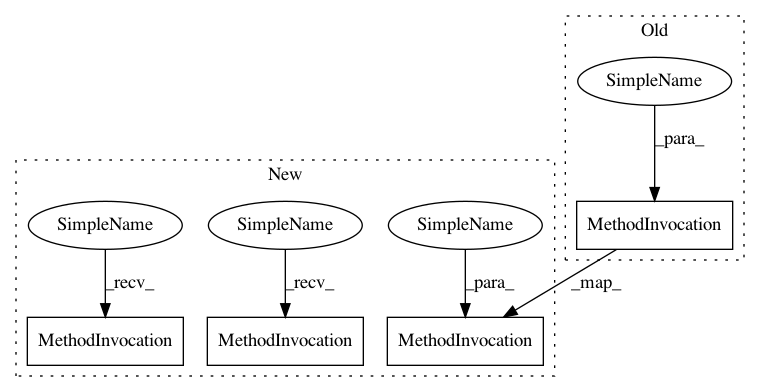 Old
SimpleName
_para_
MethodInvocation
New
SimpleName SimpleName SimpleName
_recv_ _recv_ _para_ _map_
MethodInvocation MethodInvocation MethodInvocation